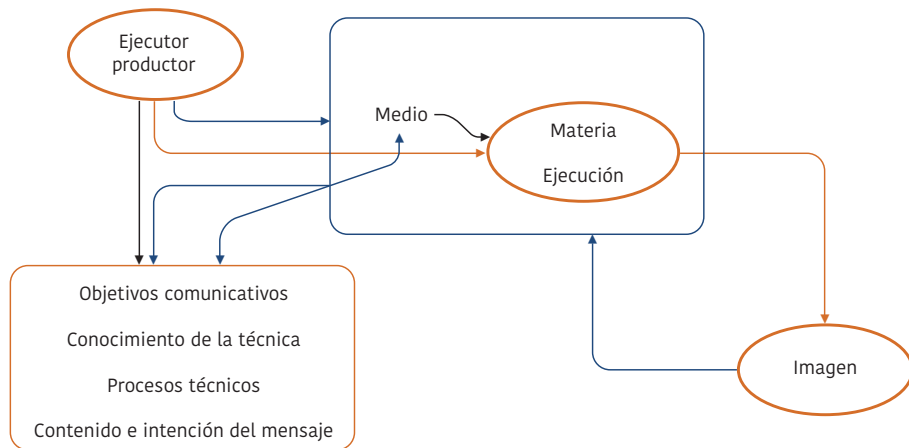 Ejecutor
productor
Medio
Materia
Ejecución
Objetivos comunicativos
Conocimiento de la técnica
Procesos técnicos
Contenido e intención del mensaje
Imagen